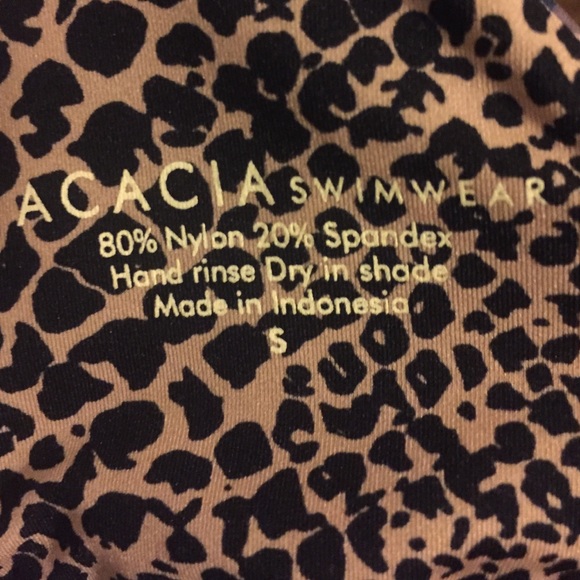 ACACIA SWIMWEAR
80% Nylon 20% Spandex
Hand rinse Dry in shade
Made in Indonesia
S